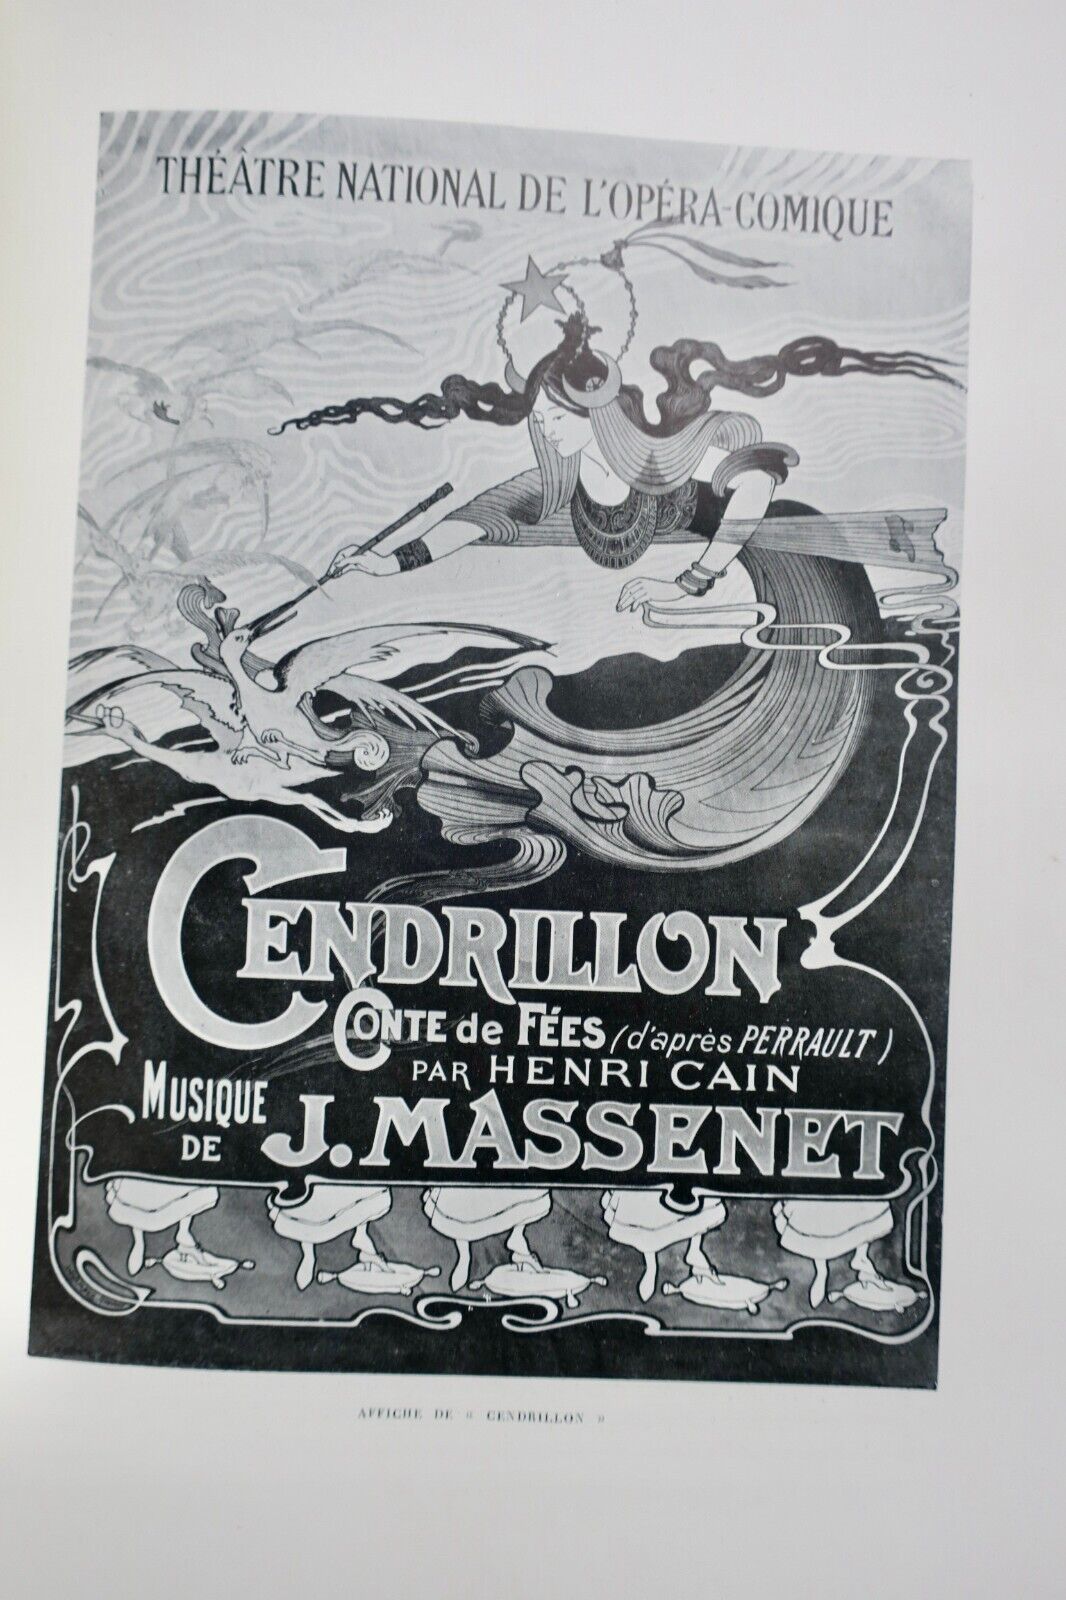 THÉÂTRE NATIONAL DE L'OPÉRA-COMIQUE
CENDRILLON
CONTE de FÉES (d'après PERRAULT)
PAR HENRI CAIN
MUSIQUE DE J. MASSENET
AFFICHE DE « CENDRILLON »